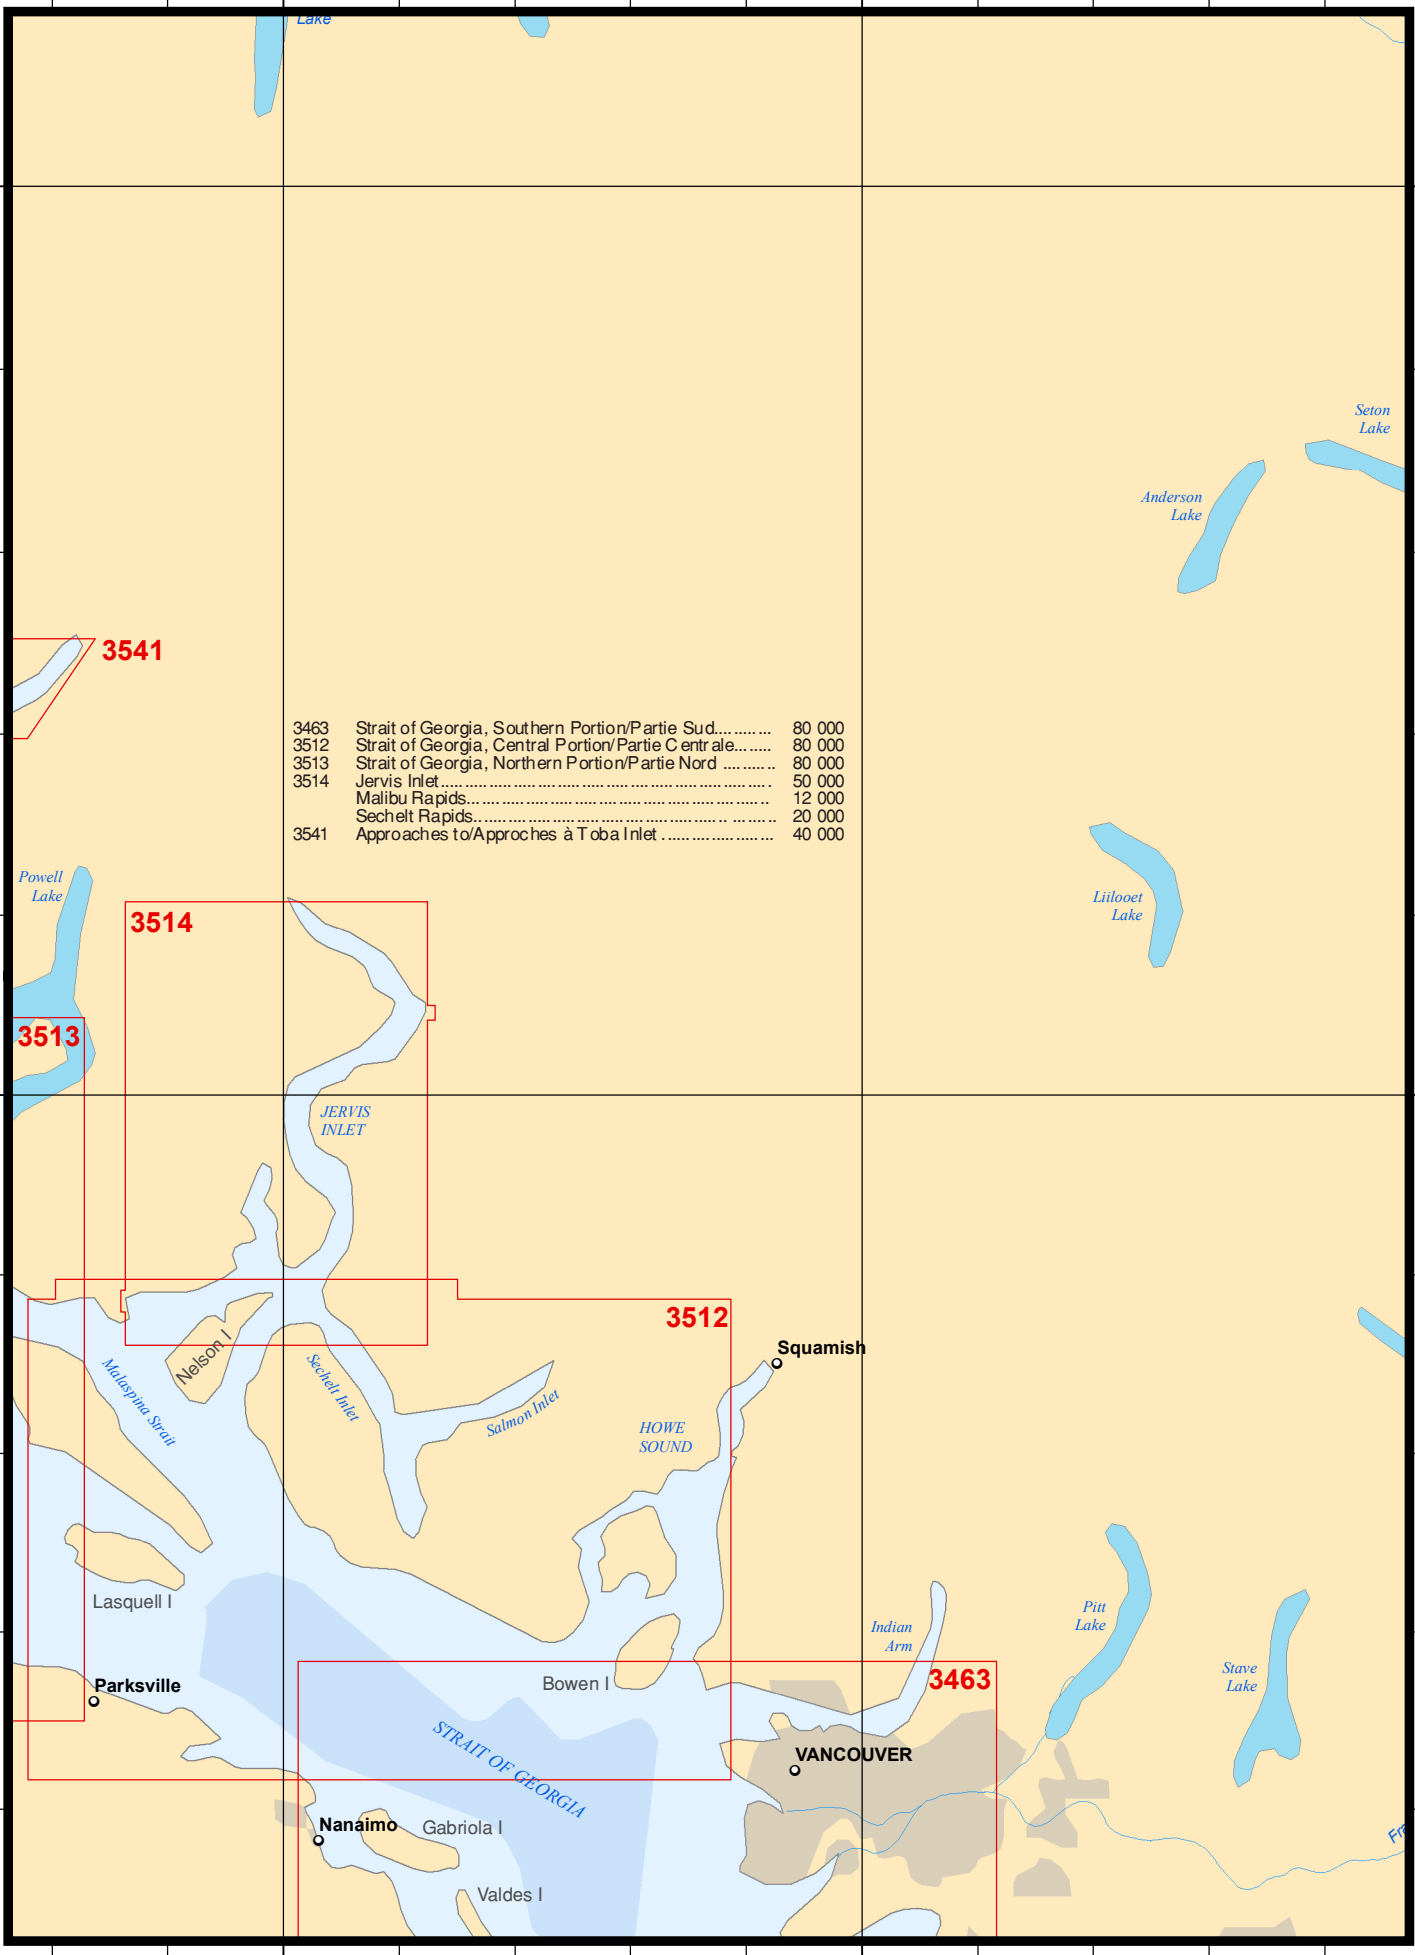 Lake
Seton
Lake
Anderson
Lake
3541
3463 Strait of Georgia, Southern Portion/Partie Sud.......... 80 000
3512 Strait of Georgia, Central Portion/Partie Centrale....... 80 000
3513 Strait of Georgia, Northern Portion/Partie Nord .......... 80 000
3514 Jervis Inlet.......................................................... 50 000
Malibu Rapids..................................................... 12 000
Sechelt Rapids.................................................... 20 000
3541 Approaches to/Approches à Toba Inlet .................... 40 000
Powell
Lake
Liilooet
Lake
3514
3513
JERVIS
INLET
3512
Squamish
Nelson I
Malaspina Strait
Sechelt Inlet
Salmon Inlet
HOWE
SOUND
Lasquell I
Indian
Arm
Pitt
Lake
Stave
Lake
Parksville
Bowen I
3463
STRAIT OF GEORGIA
VANCOUVER
Nanaimo
Gabriola I
Fra
Valdes I